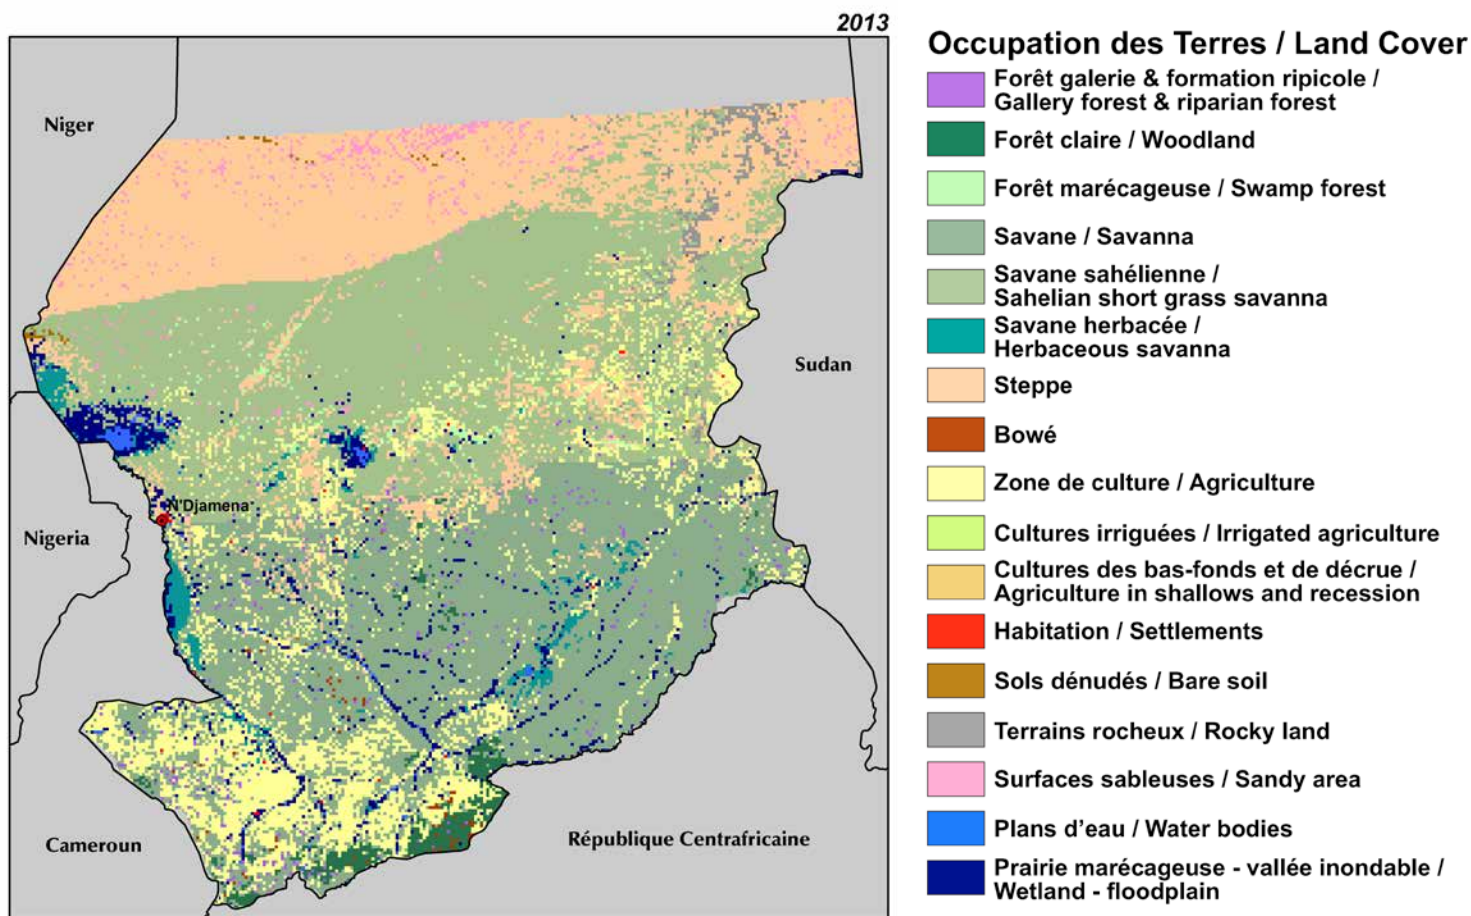 2013
Occupation des Terres / Land Cover
Forêt galerie & formation ripicole /
Gallery forest & riparian forest
Forêt claire / Woodland
Forêt marécageuse / Swamp forest
Savane / Savanna
Savane sahélienne /
Sahelian short grass savanna
Savane herbacée /
Herbaceous savanna
Steppe
Bowé
Zone de culture / Agriculture
Cultures irriguées / Irrigated agriculture
Cultures des bas-fonds et de décrue /
Agriculture in shallows and recession
Habitation / Settlements
Sols dénudés / Bare soil
Terrains rocheux / Rocky land
Surfaces sableuses / Sandy area
Plans d'eau / Water bodies
Prairie marécageuse - vallée inondable /
Wetland - floodplain
Niger
Sudan
N'Djamena
Nigeria
Cameroun
République Centrafricaine